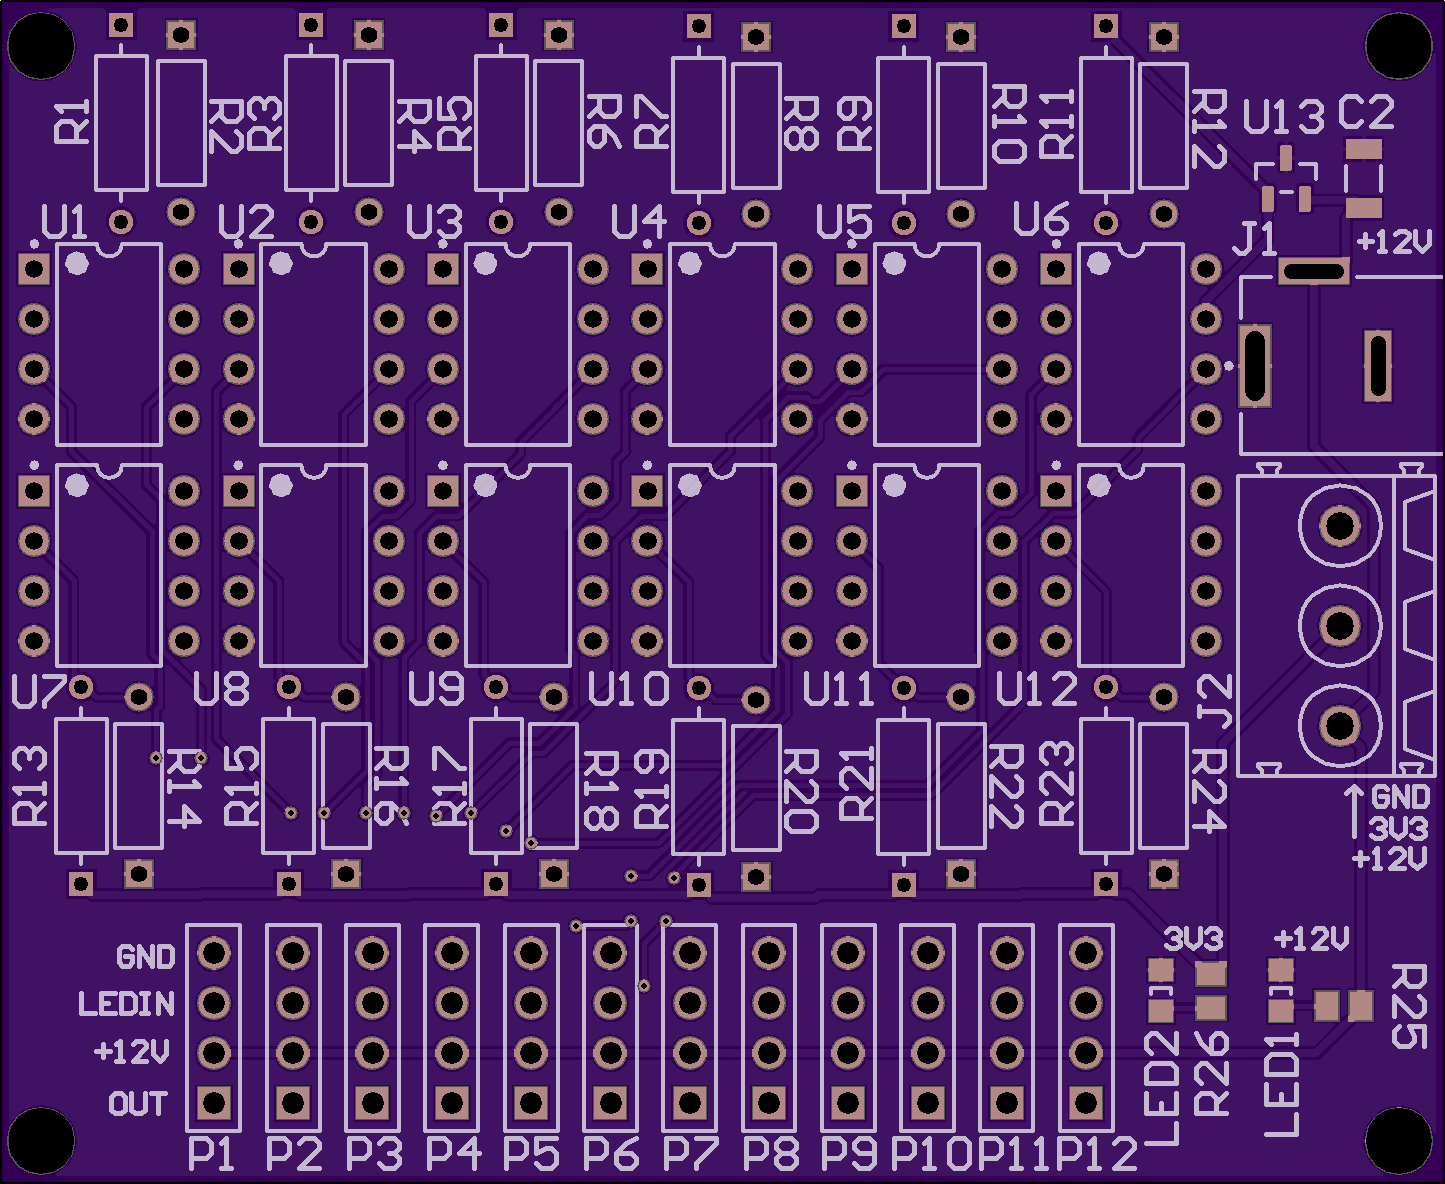 R1 R2 R3 R4 R5 R6 R7 R8 R9 R10 R11 R12 U13 C2
U1 U2 U3 U4 U5 U6 J1 +12V
U7 U8 U9 U10 U11 U12 J2
R13 R14 R15 R16 R17 R18 R19 R20 R21 R22 R23 R24
GND
3V3
+12V
3V3 +12V
GND
LEDIN
+12V
OUT
LED2 R26 LED1 R25
P1 P2 P3 P4 P5 P6 P7 P8 P9 P10 P11 P12